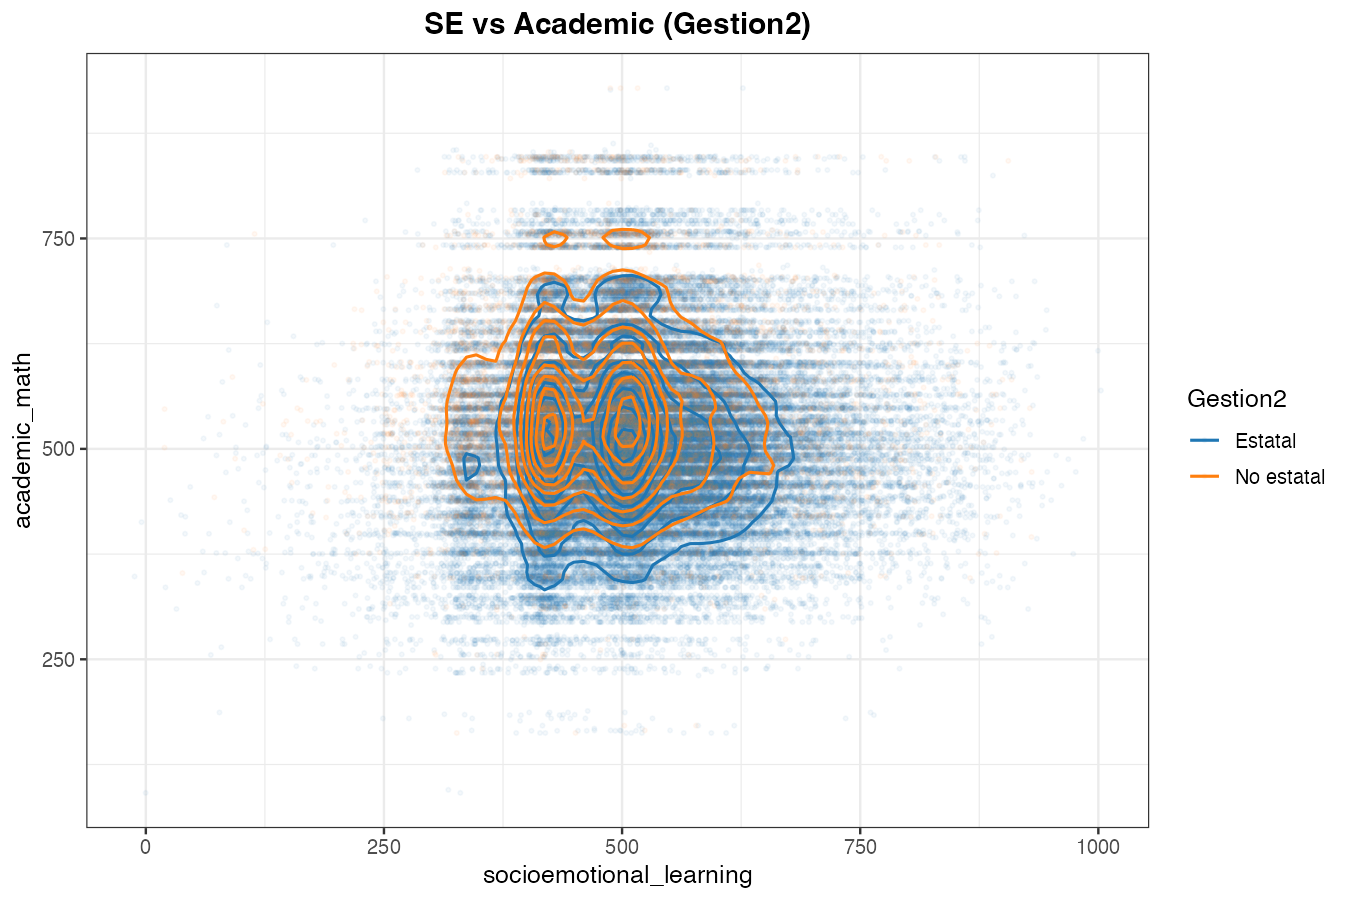 SE vs Academic (Gestion2)
academic_math
750
500
250
0
250
500
750
1000
socioemotional_learning
Gestion2
Estatal
No estatal